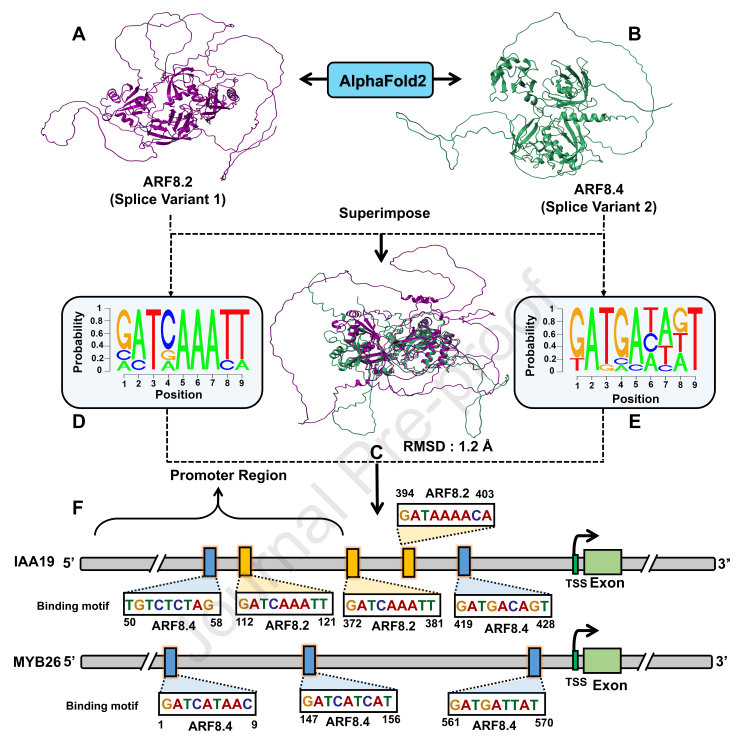 A
B
AlphaFold2
ARF8.2
(Splice Variant 1)
ARF8.4
(Splice Variant 2)
Superimpose
Probability
1
0.8
0.6
0.4
0.2
0
GATCAAATT
CC G CT
AC A CA
1 2 3 4 5 6 7 8 9
Position
D
Probability
1
0.8
0.6
0.4
0.2
0
GATGATAGT
1 2 3 4 5 6 7 8 9
Position
E
RMSD : 1.2 Å
C
Journal Pre-proof
Promoter Region
F
394 ARF8.2 403
GATAAAACA
IAA19 5’ 3’
TSS Exon
Binding motif
TGTCTCTAG
50 ARF8.4 58
GATCAAATT
112 ARF8.2 121
GATCAAATT
372 ARF8.2 381
GATGACAGT
419 ARF8.4 428
MYB26 5’ 3’
TSS Exon
Binding motif
GATCATAAC
1 ARF8.4 9
GATCATCAT
147 ARF8.4 156
GATGATTAT
561 ARF8.4 570